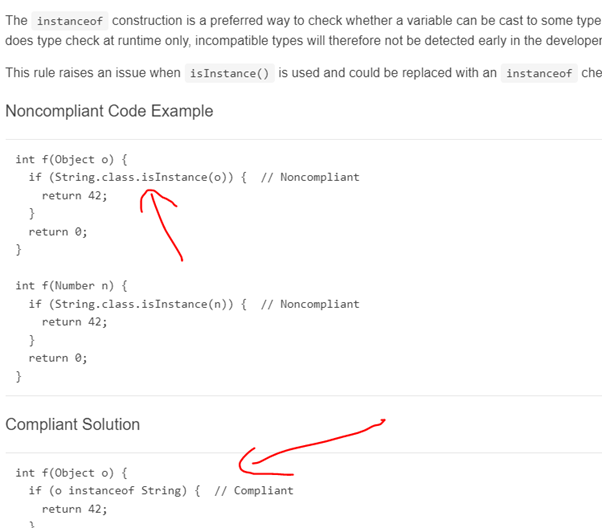 The instanceof construction is a preferred way to check whether a variable can be cast to some type
does type check at runtime only, incompatible types will therefore not be detected early in the developer
This rule raises an issue when isInstance() is used and could be replaced with an instanceof che
Noncompliant Code Example
int f(Object o) {
  if (String.class.isInstance(o)) {  // Noncompliant
    return 42;
  }
  return 0;
}
int f(Number n) {
  if (String.class.isInstance(n)) {  // Noncompliant
    return 42;
  }
  return 0;
}
Compliant Solution
int f(Object o) {
  if (o instanceof String) {  // Compliant
    return 42;
  }